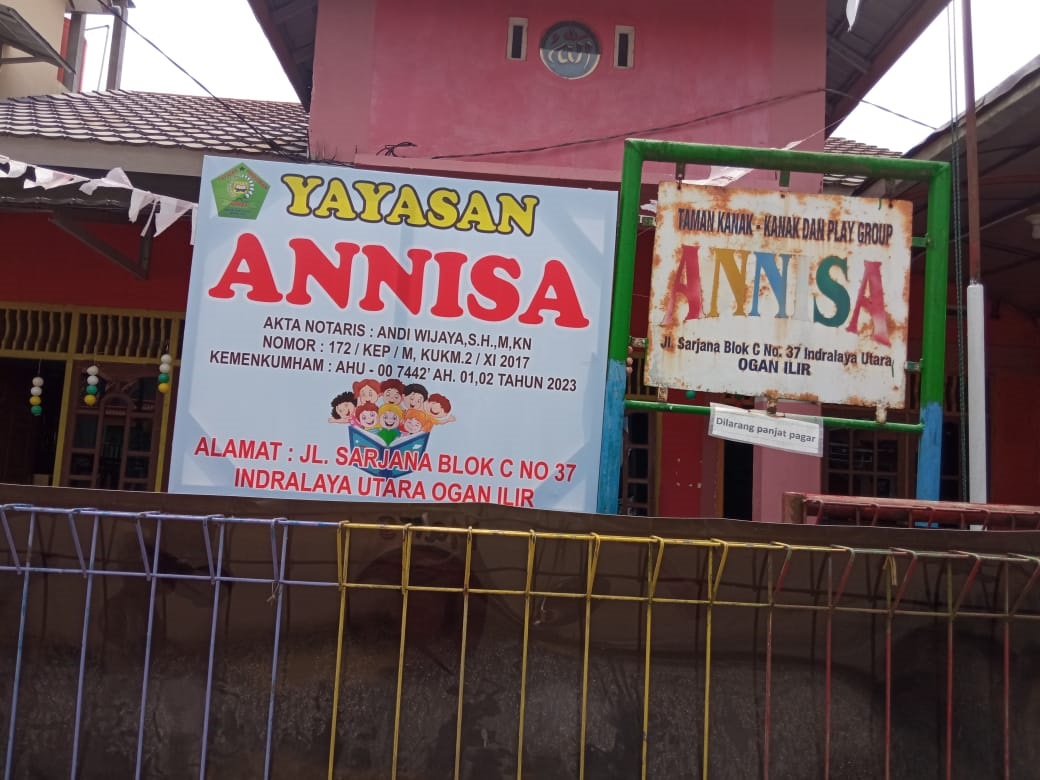 YAYASAN
ANNISA
AKTA NOTARIS : ANDI WIJAYA,S.H.,M,KN
NOMOR : 172 / KEP / M, KUKM.2 / XI 2017
KEMENKUMHAM : AHU - 00 7442' AH. 01,02 TAHUN 2023
ALAMAT : JL. SARJANA BLOK C NO 37
INDRALAYA UTARA OGAN ILIR
TAMAN KANAK - KANAK DAN PLAY GROUP
ANNISA
Jl. Sarjana Blok C No. 37 Indralaya Utara
OGAN ILIR
Dilarang panjat pagar